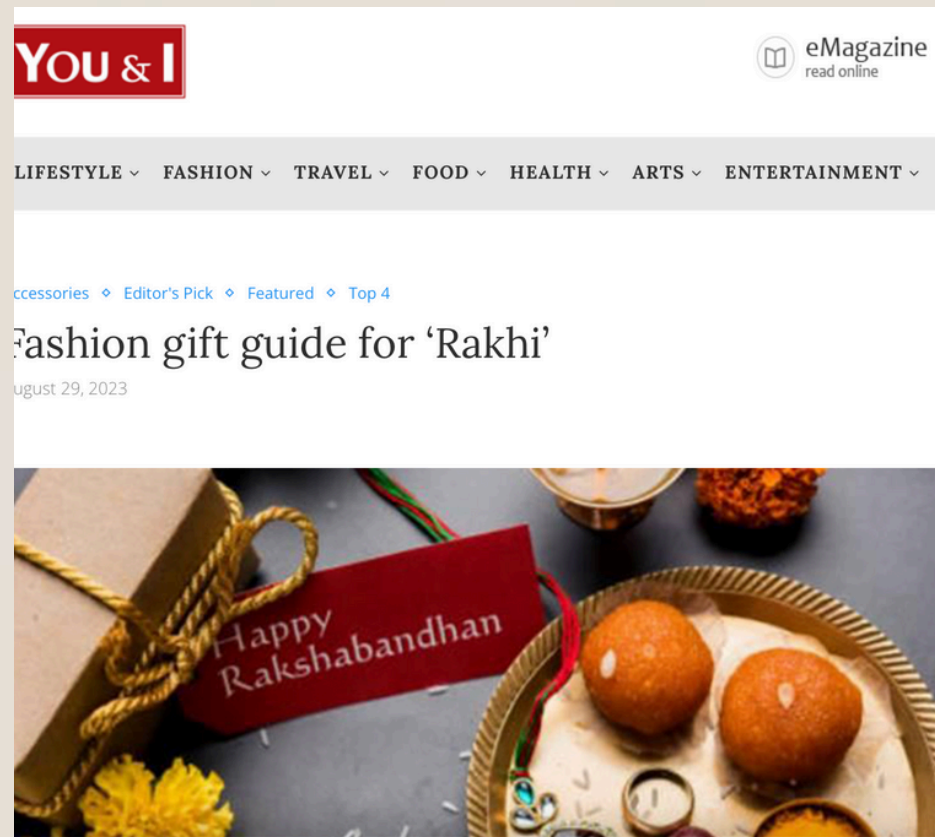 YOU & I
eMagazine
read online
LIFESTYLE FASHION TRAVEL FOOD HEALTH ARTS ENTERTAINMENT
ccessories ⋄ Editor's Pick ⋄ Featured ⋄ Top 4
Fashion gift guide for ‘Rakhi’
ugust 29, 2023
Happy
Rakshabandhan